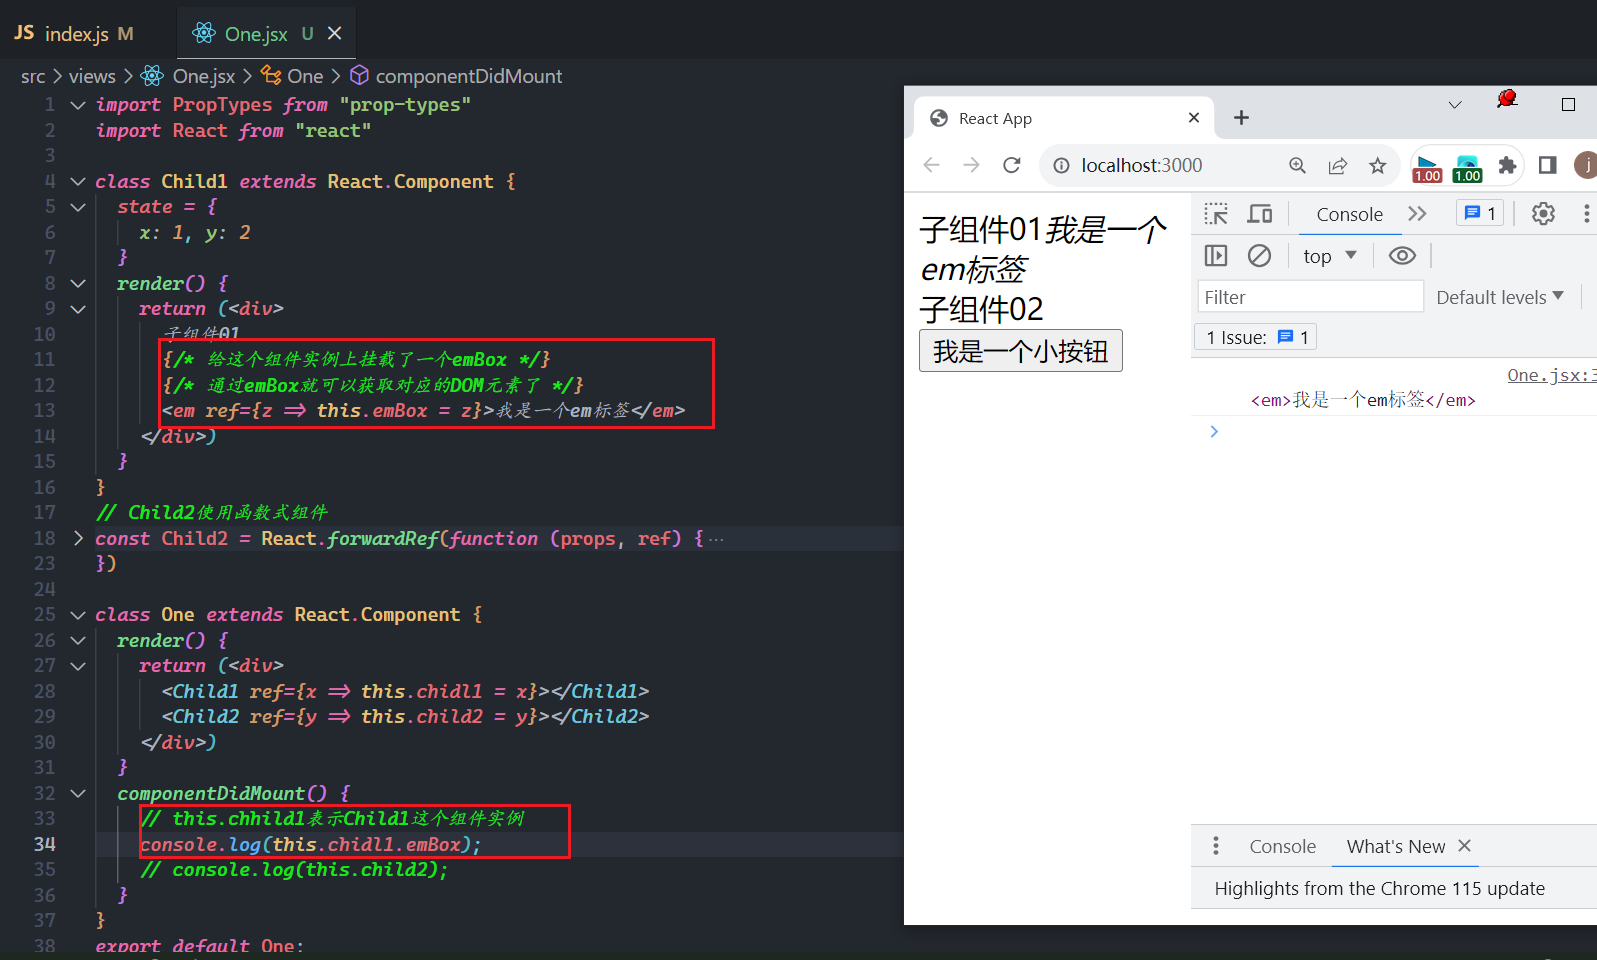 JS index.js M
One.jsx U
src > views > One.jsx > One > componentDidMount
1 import PropTypes from "prop-types"
2 import React from "react"
3
4 class Child1 extends React.Component {
5 state = {
6 x: 1, y: 2
7 }
8 render() {
9 return (<div>
10 子组件01
11 {/* 给这个组件实例上挂载了一个emBox */}
12 {/* 通过emBox就可以获取对应的DOM元素了 */}
13 <em ref={z => this.emBox = z}>我是一个em标签</em>
14 </div>)
15 }
16 }
17 // Child2使用函数式组件
18 const Child2 = React.forwardRef(function (props, ref) { ···
23 })
24
25 class One extends React.Component {
26 render() {
27 return (<div>
28 <Child1 ref={x => this.chidl1 = x}></Child1>
29 <Child2 ref={y => this.child2 = y}></Child2>
30 </div>)
31 }
32 componentDidMount() {
33 // this.chhild1表示Child1这个组件实例
34 console.log(this.chidl1.emBox);
35 // console.log(this.child2);
36 }
37 }
38 export default One;
React App
localhost:3000
1.00
1.00
j
子组件01我是一个
em标签
子组件02
我是一个小按钮
Console
1
top
Filter
Default levels
1 Issue: 1
One.jsx:3
<em>我是一个em标签</em>
Console
What's New
Highlights from the Chrome 115 update